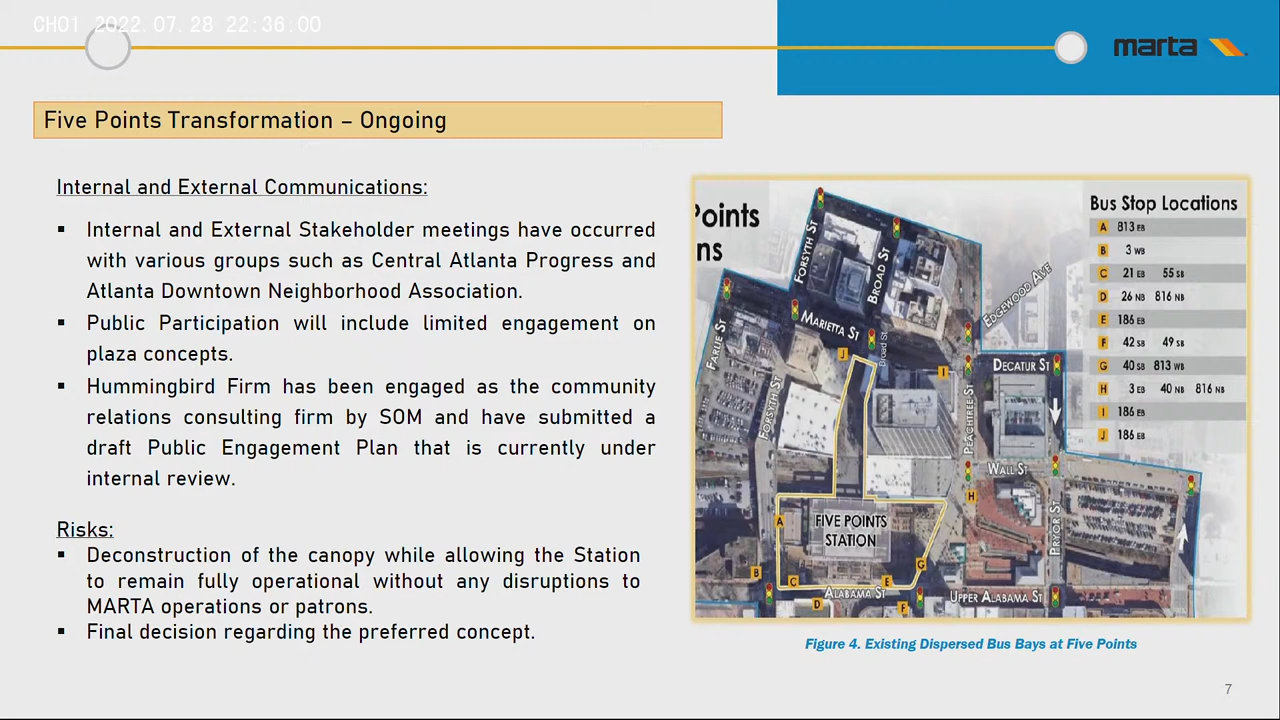 CH01 2022.07.28 22:36:00
marta
Five Points Transformation – Ongoing
Internal and External Communications:
▪ Internal and External Stakeholder meetings have occurred
with various groups such as Central Atlanta Progress and
Atlanta Downtown Neighborhood Association.
▪ Public Participation will include limited engagement on
plaza concepts.
▪ Hummingbird Firm has been engaged as the community
relations consulting firm by SOM and have submitted a
draft Public Engagement Plan that is currently under
internal review.
Risks:
▪ Deconstruction of the canopy while allowing the Station
to remain fully operational without any disruptions to
MARTA operations or patrons.
▪ Final decision regarding the preferred concept.
Points
ns
FORSYTH ST
BROAD ST
EDGEWOOD AVE
MARIETTA ST
Broad St
FAIRLIE ST
J
I
DECATUR ST
FORSYTH ST
PEACHTREE ST
WALL ST
H
PRYOR ST
A
FIVE POINTS
STATION
B
C
E
G
ALABAMA ST
D
F
UPPER ALABAMA ST
Bus Stop Locations
A 813 EB
B 3 WB
C 21 EB 55 SB
D 26 NB 816 NB
E 186 EB
F 42 SB 49 SB
G 40 SB 813 WB
H 3 EB 40 NB 816 NB
I 186 EB
J 186 EB
Figure 4. Existing Dispersed Bus Bays at Five Points
7